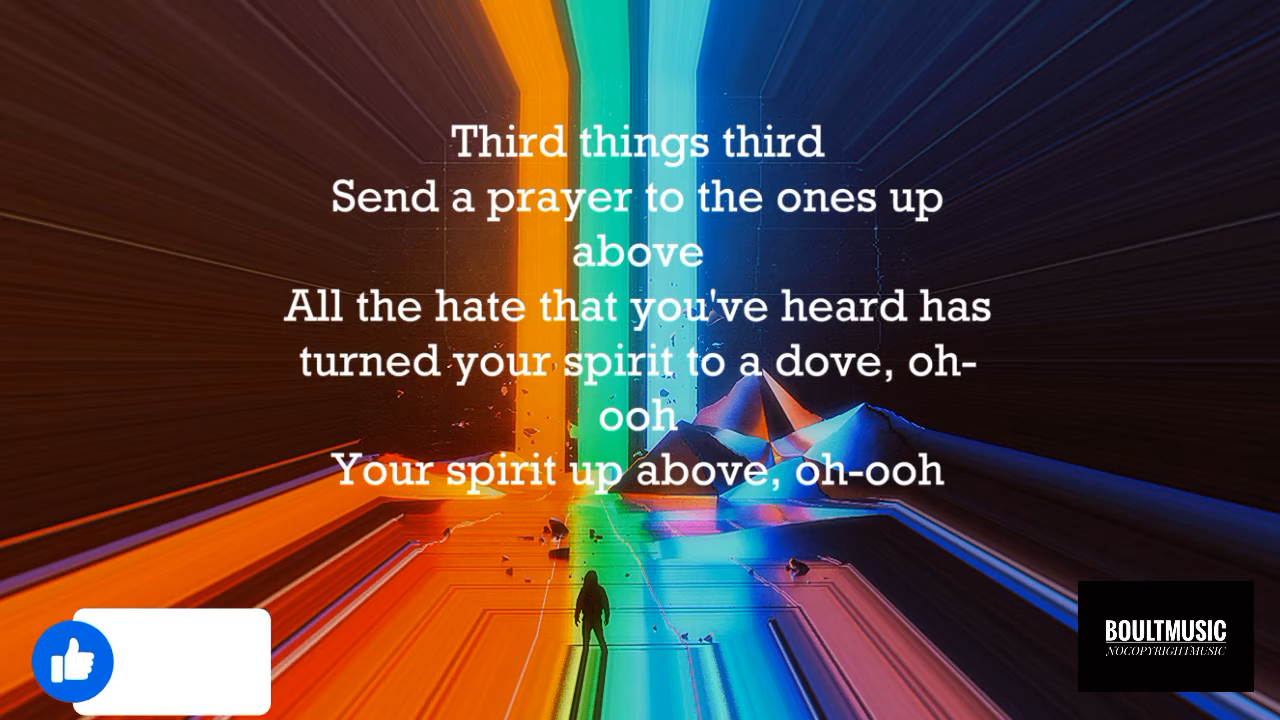 Third things third
Send a prayer to the ones up
above
All the hate that you've heard has
turned your spirit to a dove, oh-
ooh
Your spirit up above, oh-ooh
BOULTMUSIC
NOCOPYRIGHTMUSIC